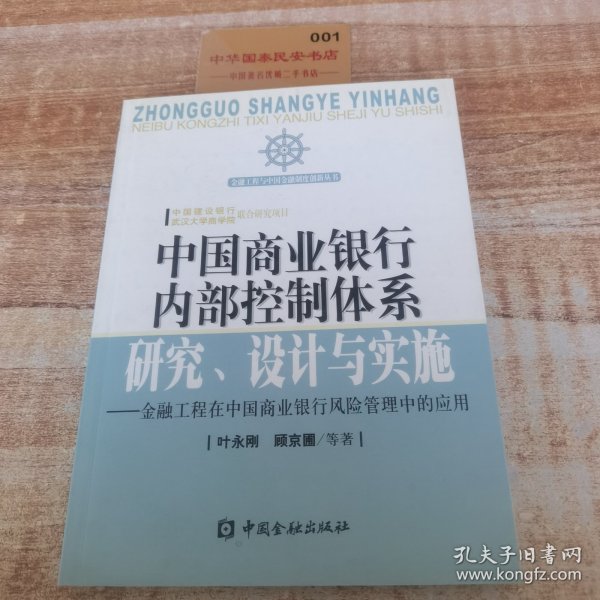 001
中华国泰民安书店
——中国著名优城二手书店——
ZHONGGUO SHANGYE YINHANG
NEIBU KONGZHI TIXI YANJIU SHEJI YU SHISHI
金融工程与中国金融制度创新丛书
中国建设银行
武汉大学商学院
联合研究项目
中国商业银行
内部控制体系
研究、设计与实施
——金融工程在中国商业银行风险管理中的应用
叶永刚 顾京圃/等著
中国金融出版社
孔夫子旧书网
www.kongfz.com